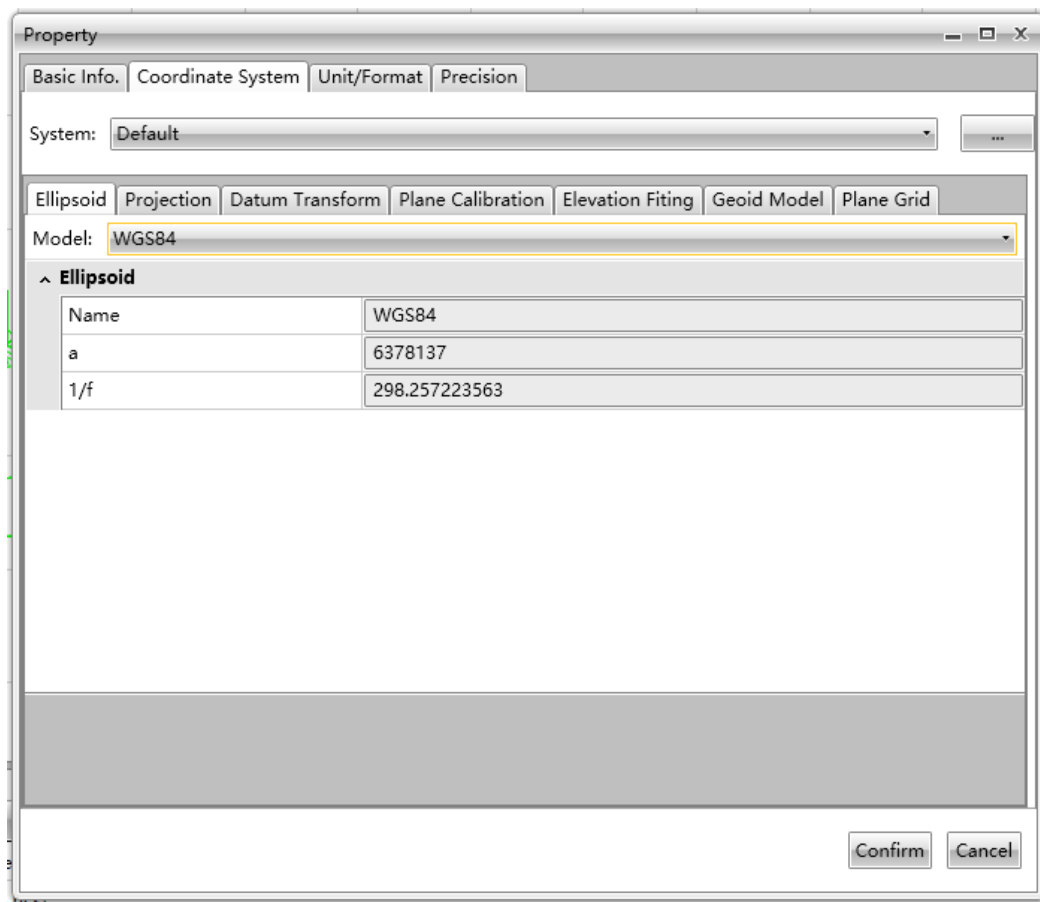 Property
Basic Info. Coordinate System Unit/Format Precision
System: Default ...
Ellipsoid Projection Datum Transform Plane Calibration Elevation Fiting Geoid Model Plane Grid
Model: WGS84
Ellipsoid
Name WGS84
a 6378137
1/f 298.257223563
Confirm Cancel